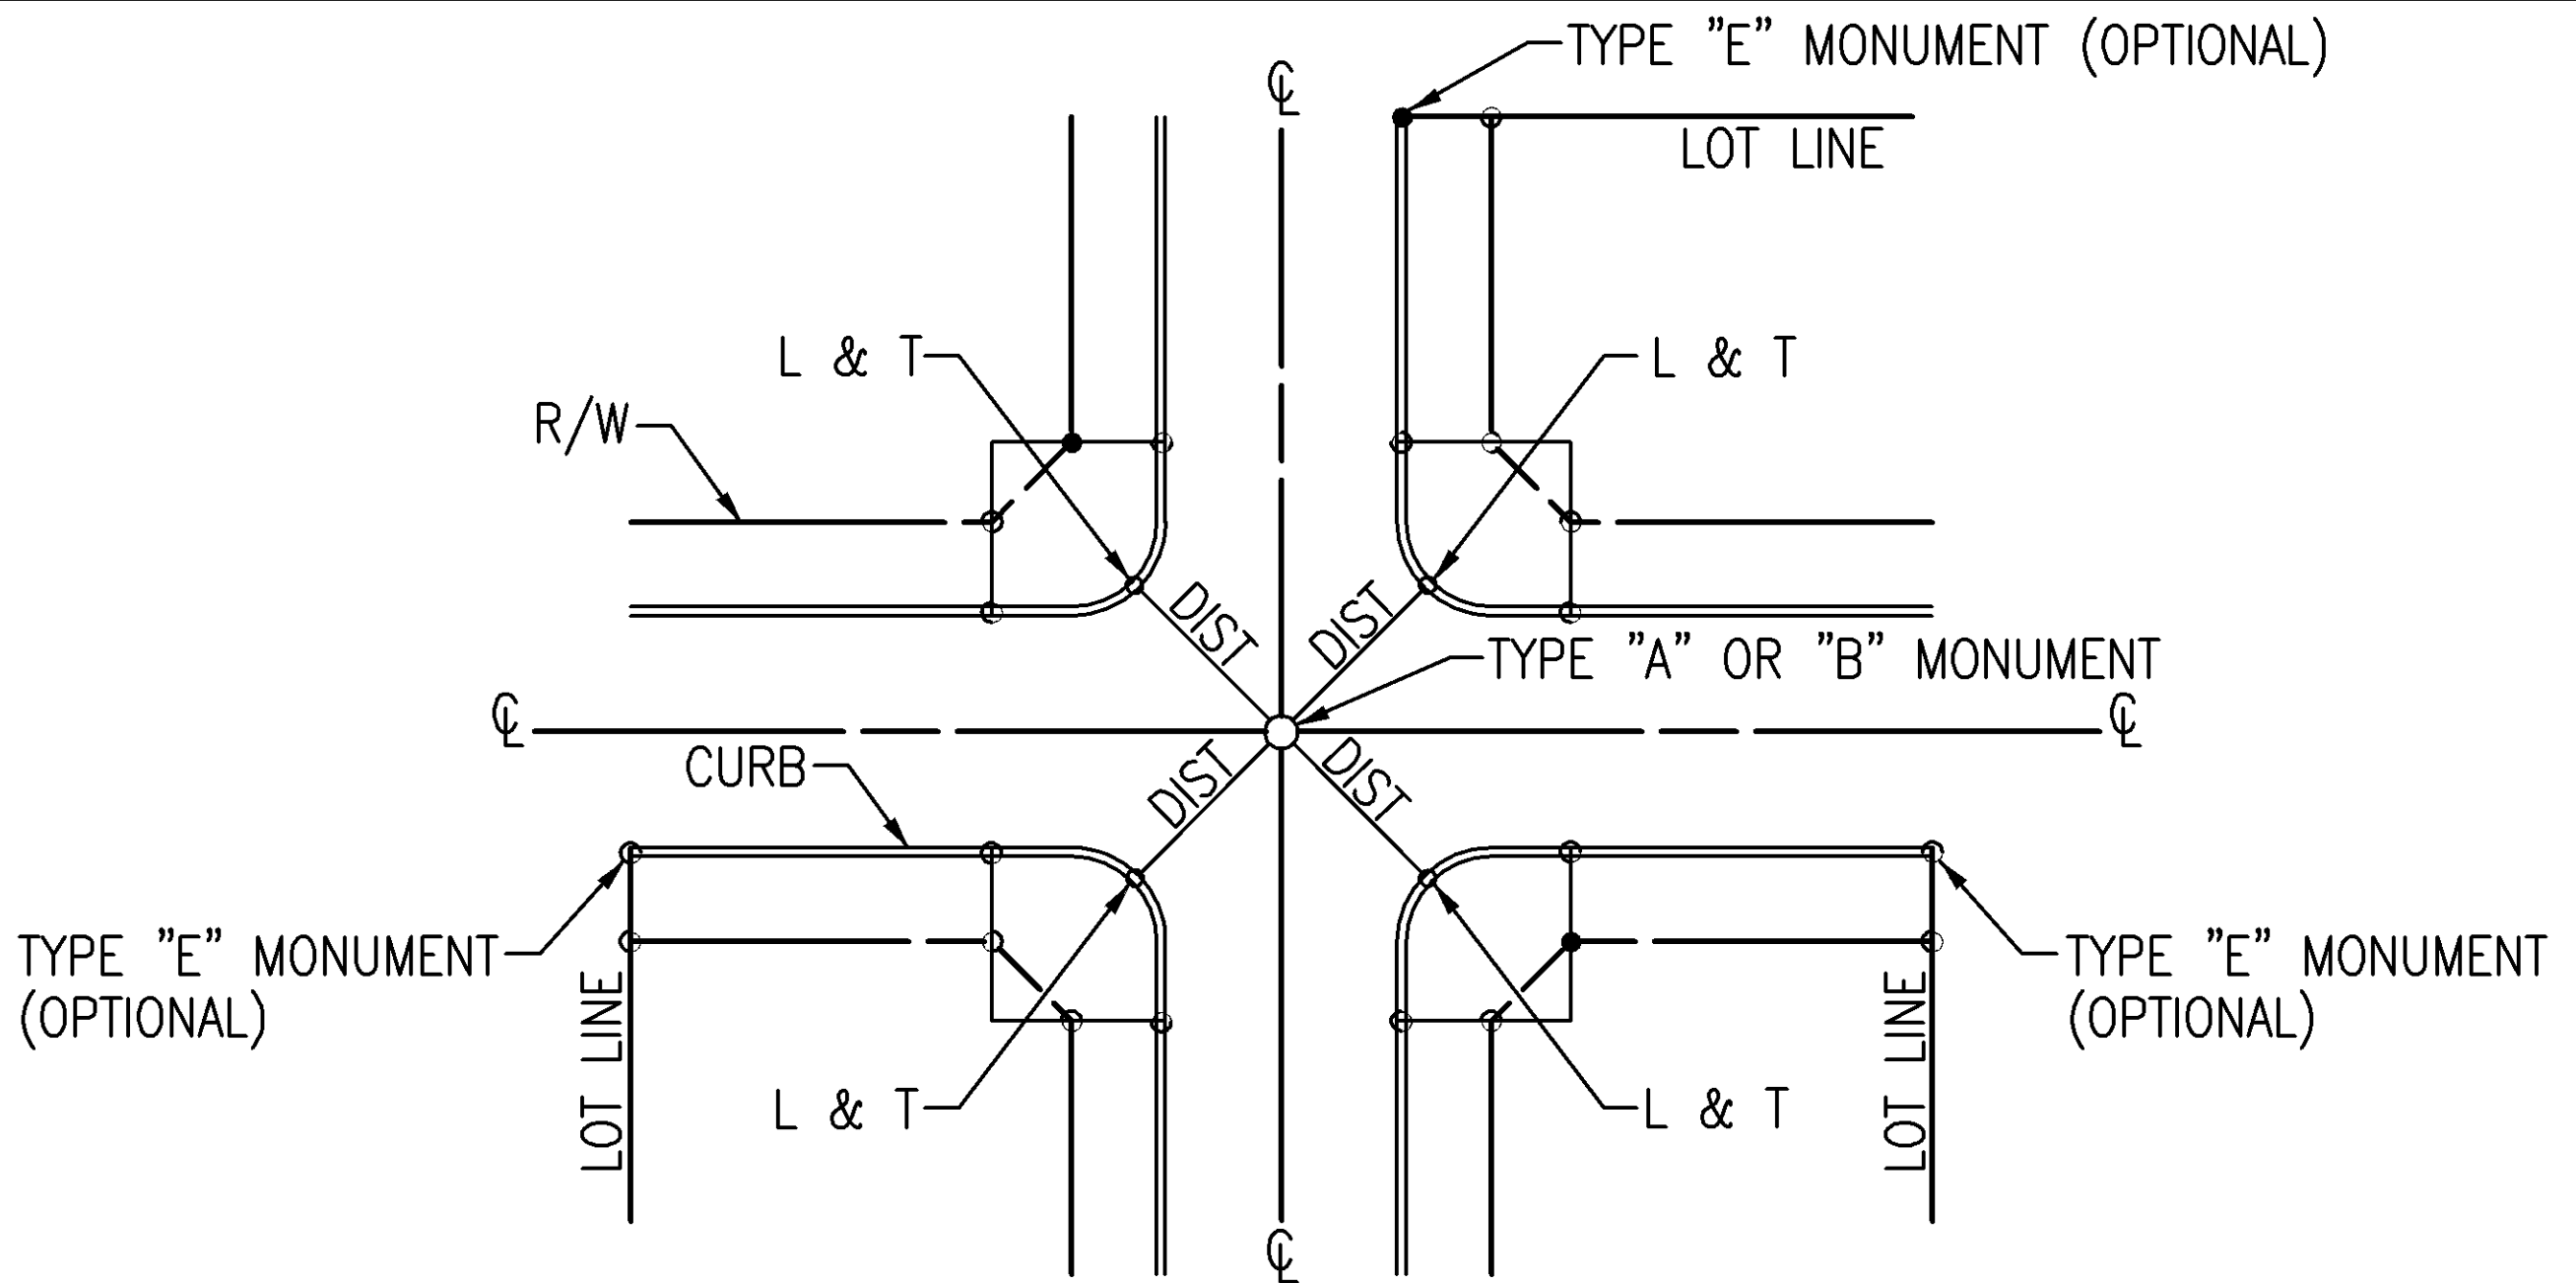 TYPE "E" MONUMENT (OPTIONAL)
℄
LOT LINE
L & T
L & T
R/W
DIST
DIST
TYPE "A" OR "B" MONUMENT
℄
℄
CURB
DIST
DIST
TYPE "E" MONUMENT
(OPTIONAL)
LOT LINE
LOT LINE
TYPE "E" MONUMENT
(OPTIONAL)
L & T
L & T
℄